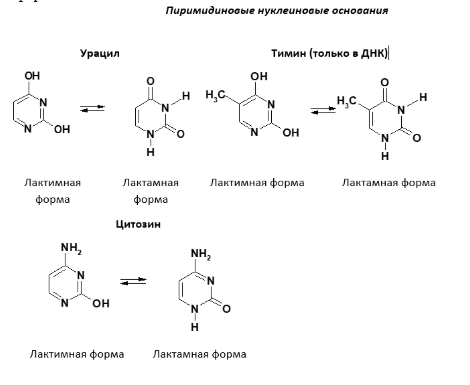 Пиримидиновые нуклеиновые основания
Урацил
Тимин (только в ДНК)
OH
N
N
OH
O
N
H
O
N
H
OH
H3C
N
N
OH
O
H3C
N
H
O
N
H
Лактимная форма
Лактамная форма
Лактимная форма
Лактамная форма
Цитозин
NH2
N
N
OH
NH2
N
N
O
H
Лактимная форма
Лактамная форма